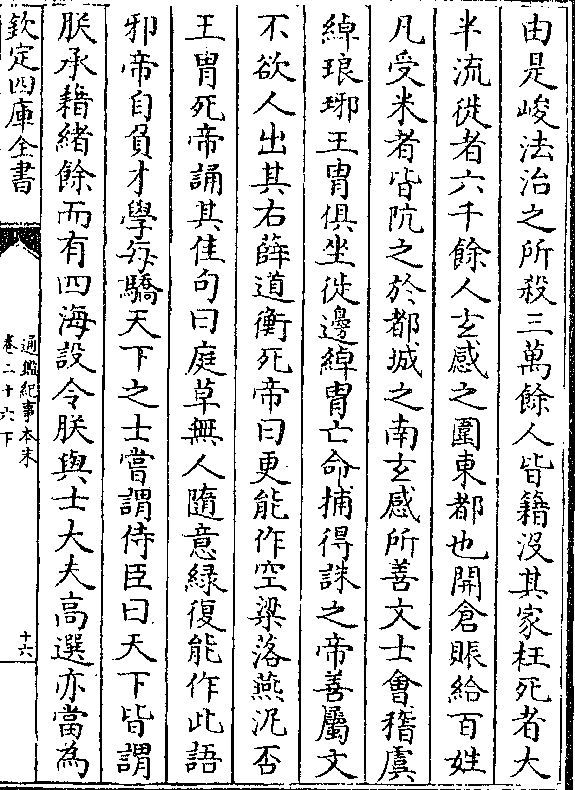 由是峻法治之所殺三萬餘人皆籍沒其家枉死者大
半流徙者六千餘人玄感之圍東都也開倉賑給百姓
凡受米者皆阬之於都城之南玄感所善文士會稽虞
綽琅琊王胄俱坐徙邊綽胄亡命捕得誅之帝善屬文
不欲人出其右薛道衡死帝曰更能作空梁落燕泥否
王胄死帝誦其佳句曰庭草無人隨意緑復能作此語
邪帝自負才學每驕天下之士嘗謂侍臣曰天下皆謂
朕承藉緒餘而有四海設令朕與士大夫高選亦當為
欽定四庫全書
通鑑紀事本末
卷二十六下
十六